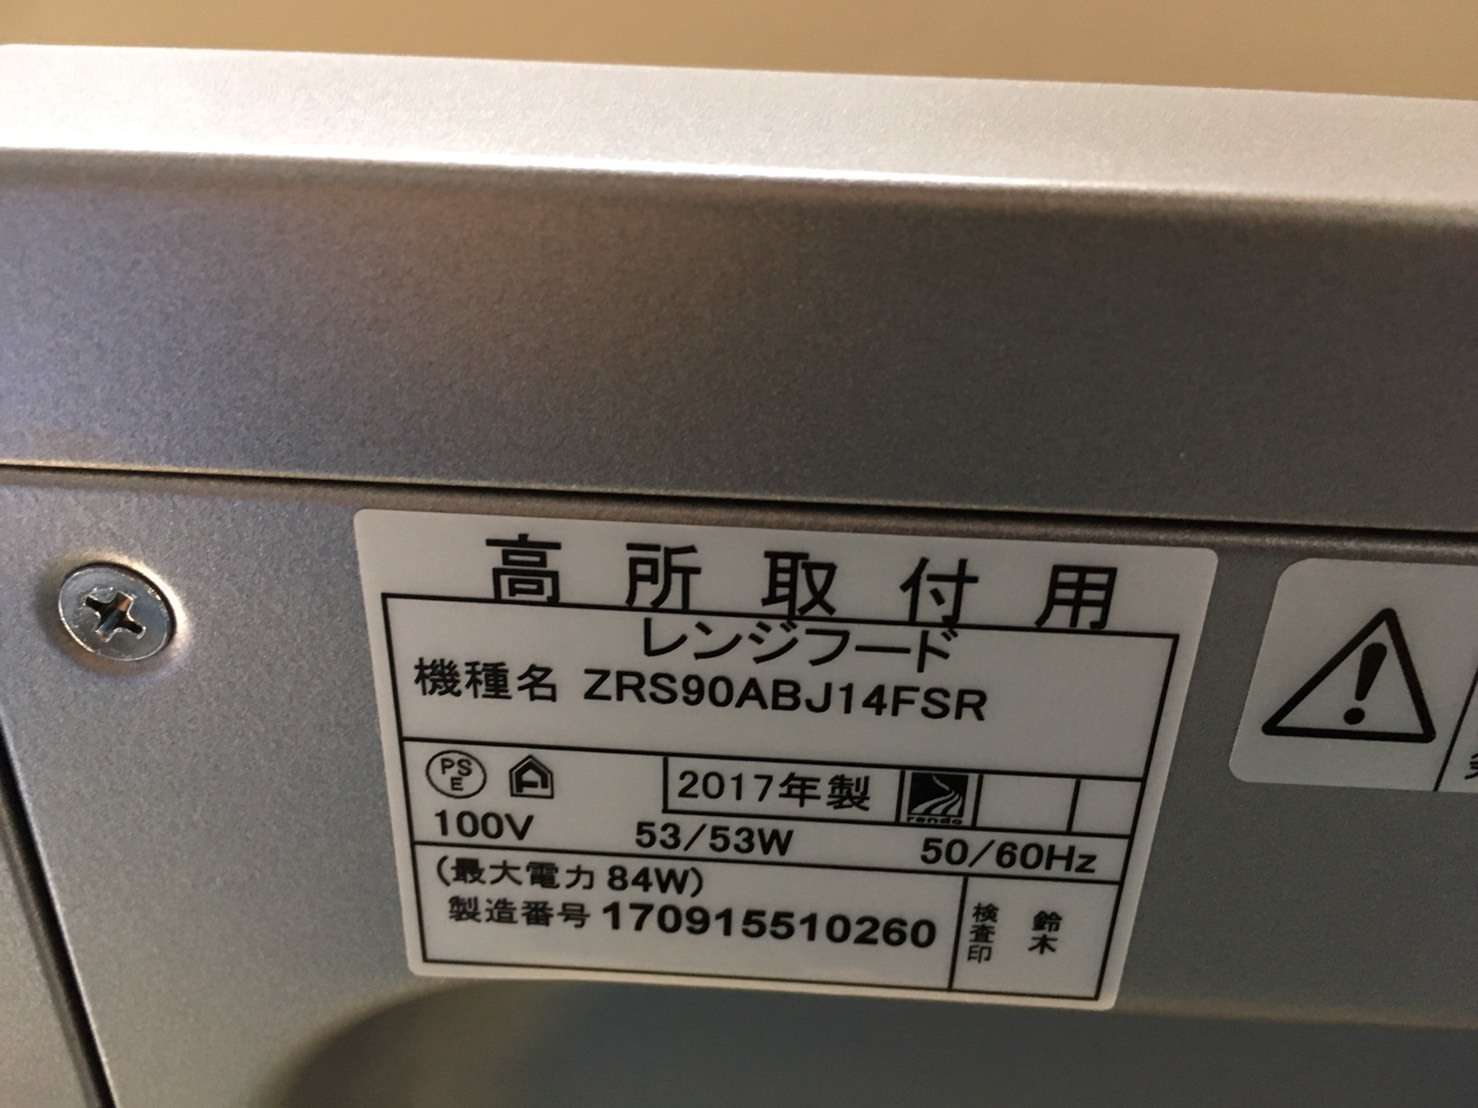 高所取付用
レンジフード
機種名 ZRS90ABJ14FSR
PS
E
2017年製
rendo
100V 53/53W 50/60Hz
(最大電力 84W)
製造番号 170915510260
検査印
鈴木